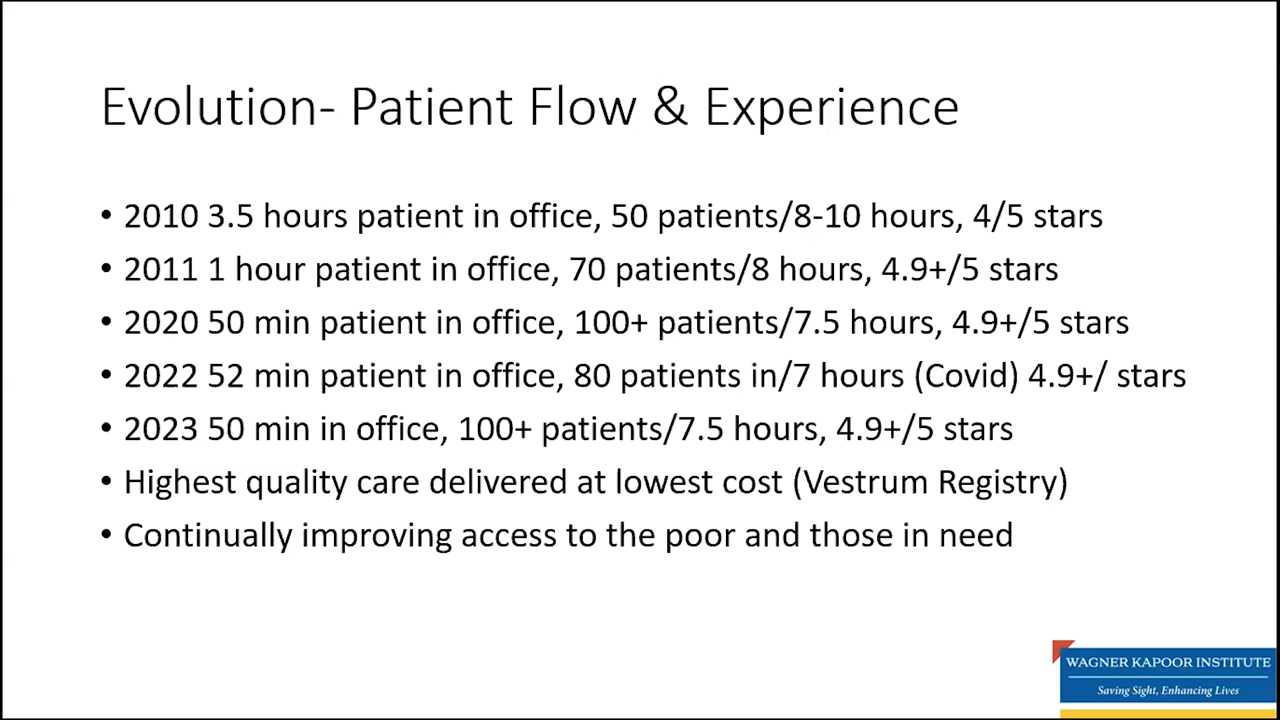 Evolution- Patient Flow & Experience
• 2010 3.5 hours patient in office, 50 patients/8-10 hours, 4/5 stars
• 2011 1 hour patient in office, 70 patients/8 hours, 4.9+/5 stars
• 2020 50 min patient in office, 100+ patients/7.5 hours, 4.9+/5 stars
• 2022 52 min patient in office, 80 patients in/7 hours (Covid) 4.9+/ stars
• 2023 50 min in office, 100+ patients/7.5 hours, 4.9+/5 stars
• Highest quality care delivered at lowest cost (Vestrum Registry)
• Continually improving access to the poor and those in need
WAGNER KAPOOR INSTITUTE
Saving Sight, Enhancing Lives